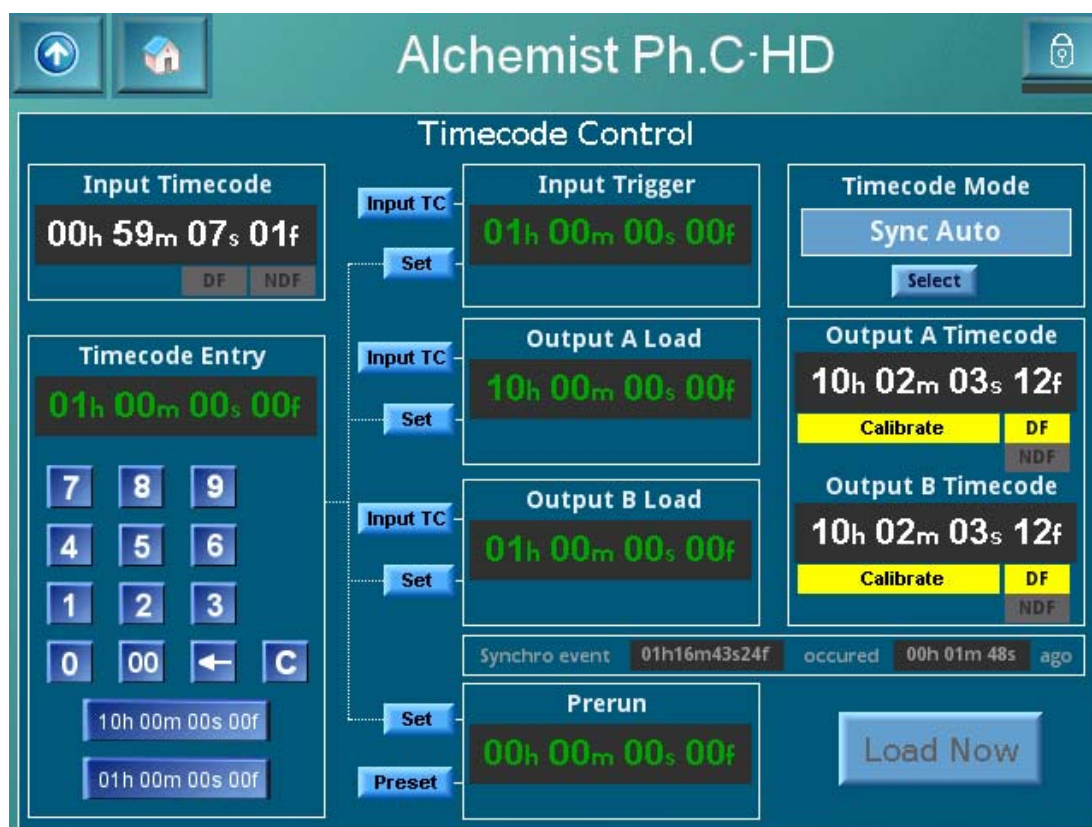 Alchemist Ph.C-HD
Timecode Control
Input Timecode
00h 59m 07s 01f
DF NDF
Timecode Entry
01h 00m 00s 00f
7 8 9
4 5 6
1 2 3
0 00 C
10h 00m 00s 00f
01h 00m 00s 00f
Input TC
Set
Input Trigger
01h 00m 00s 00f
Input TC
Set
Output A Load
10h 00m 00s 00f
Input TC
Set
Output B Load
01h 00m 00s 00f
Synchro event 01h16m43s24f occured 00h 01m 48s ago
Set
Preset
Prerun
00h 00m 00s 00f
Timecode Mode
Sync Auto
Select
Output A Timecode
10h 02m 03s 12f
Calibrate DF
NDF
Output B Timecode
10h 02m 03s 12f
Calibrate DF
NDF
Load Now